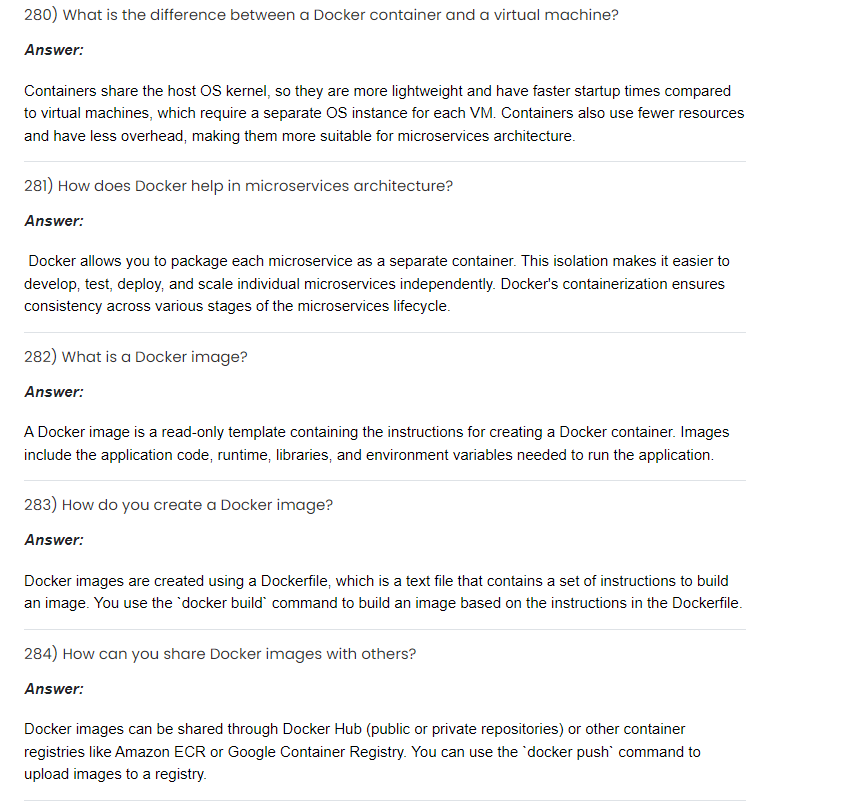 280) What is the difference between a Docker container and a virtual machine?
Answer:
Containers share the host OS kernel, so they are more lightweight and have faster startup times compared
to virtual machines, which require a separate OS instance for each VM. Containers also use fewer resources
and have less overhead, making them more suitable for microservices architecture.
281) How does Docker help in microservices architecture?
Answer:
Docker allows you to package each microservice as a separate container. This isolation makes it easier to
develop, test, deploy, and scale individual microservices independently. Docker's containerization ensures
consistency across various stages of the microservices lifecycle.
282) What is a Docker image?
Answer:
A Docker image is a read-only template containing the instructions for creating a Docker container. Images
include the application code, runtime, libraries, and environment variables needed to run the application.
283) How do you create a Docker image?
Answer:
Docker images are created using a Dockerfile, which is a text file that contains a set of instructions to build
an image. You use the `docker build` command to build an image based on the instructions in the Dockerfile.
284) How can you share Docker images with others?
Answer:
Docker images can be shared through Docker Hub (public or private repositories) or other container
registries like Amazon ECR or Google Container Registry. You can use the `docker push` command to
upload images to a registry.